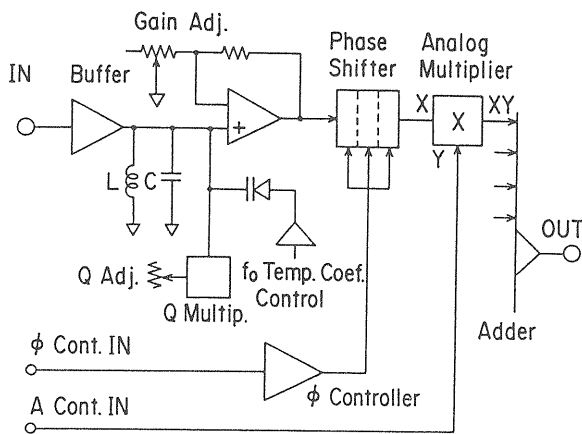 Gain Adj.
Phase
Shifter
Analog
Multiplier
IN
Buffer
X
X
XY
+
Y
L
C
OUT
Q Adj.
f₀ Temp. Coef.
Control
Q Multip.
Adder
ϕ Cont. IN
ϕ Controller
A Cont. IN